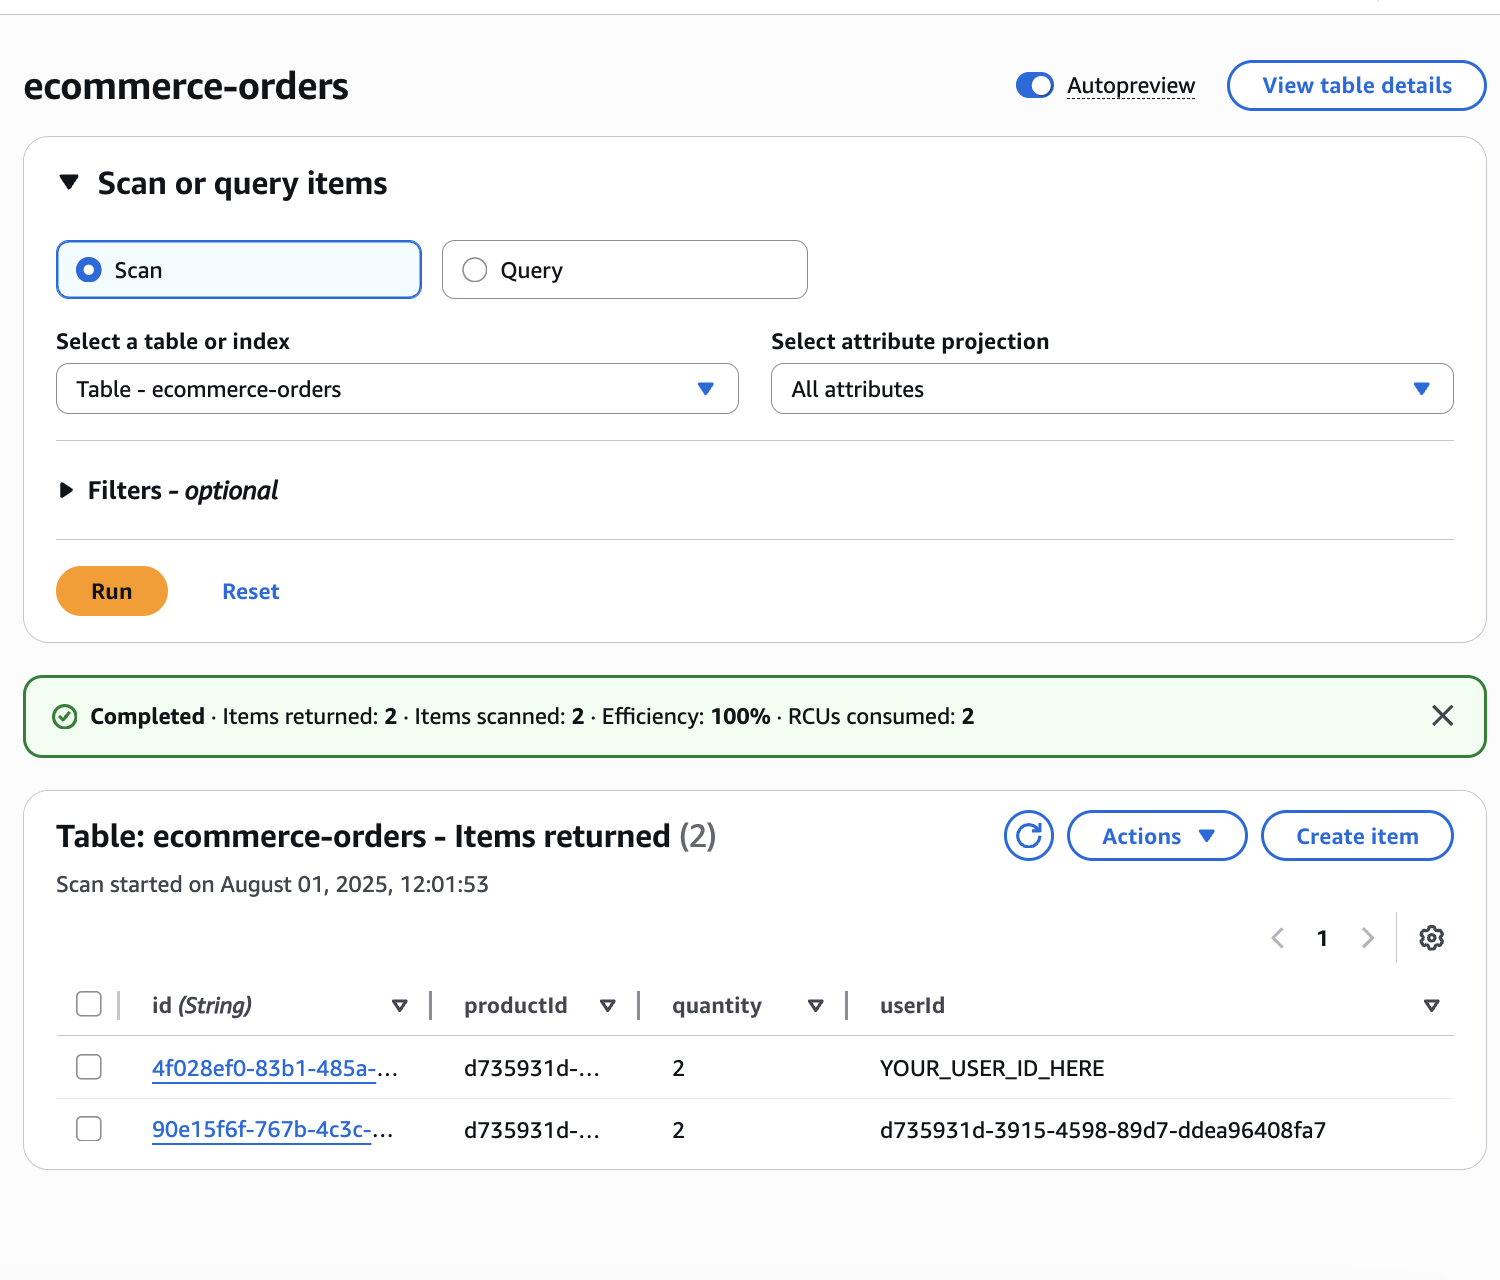 ecommerce-orders
Autopreview
View table details
Scan or query items
Scan
Query
Select a table or index
Select attribute projection
Table - ecommerce-orders
All attributes
Filters - optional
Run
Reset
Completed · Items returned: 2 · Items scanned: 2 · Efficiency: 100% · RCUs consumed: 2
Table: ecommerce-orders - Items returned (2)
Actions
Create item
Scan started on August 01, 2025, 12:01:53
1
id (String) productId quantity userId
4f028ef0-83b1-485a-... d735931d-... 2 YOUR_USER_ID_HERE
90e15f6f-767b-4c3c-... d735931d-... 2 d735931d-3915-4598-89d7-ddea96408fa7